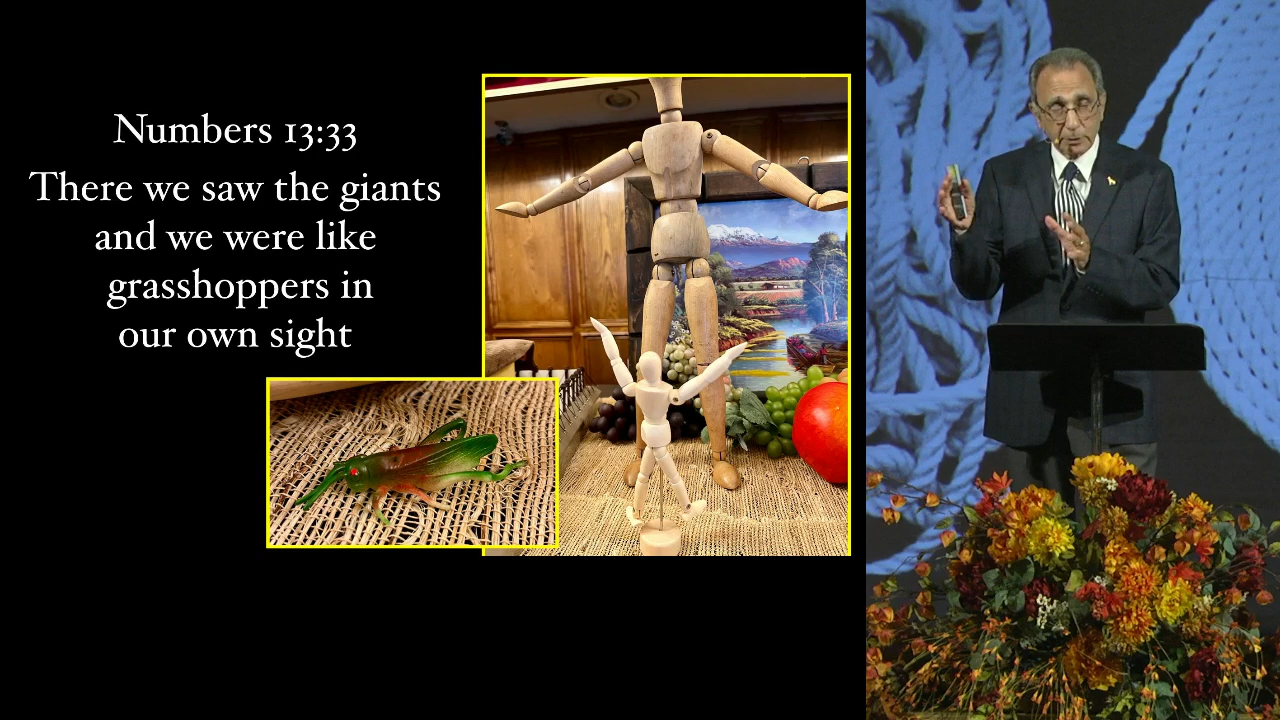 Numbers 13:33
There we saw the giants
and we were like
grasshoppers in
our own sight